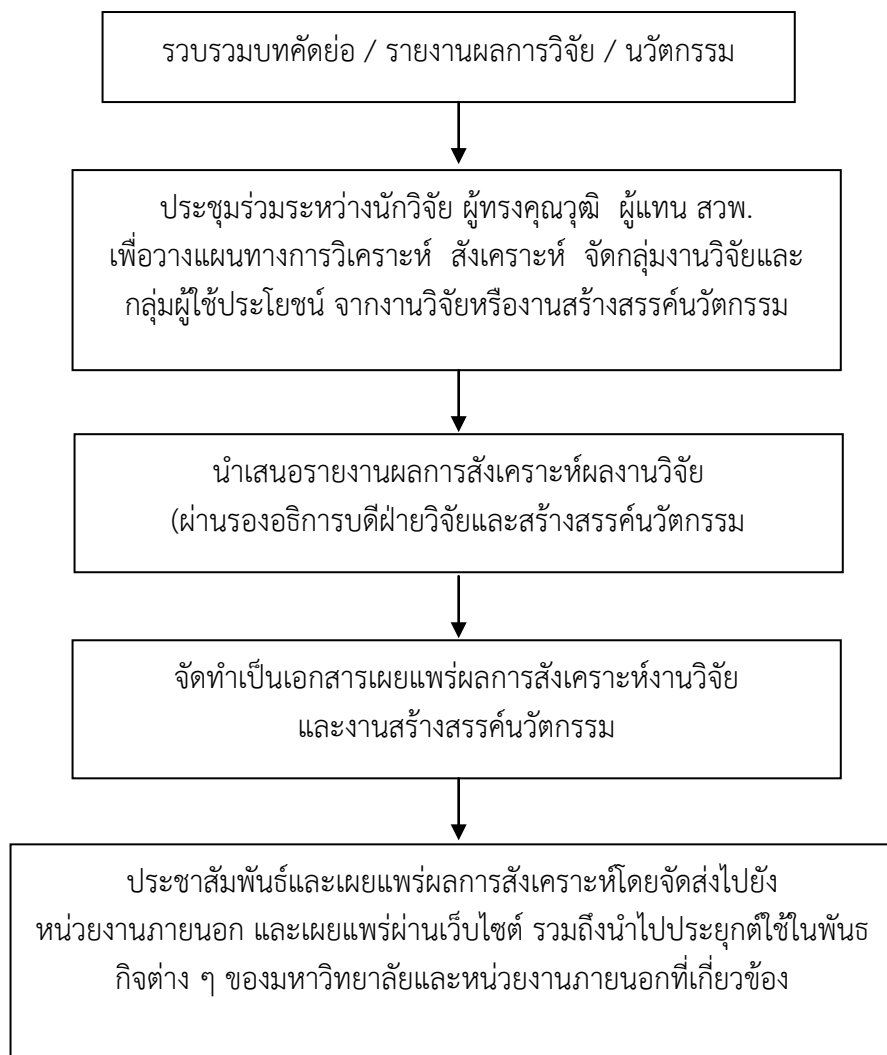 รวบรวมบทคัดย่อ / รายงานผลการวิจัย / นวัตกรรม
ประชุมร่วมระหว่างนักวิจัย ผู้ทรงคุณวุฒิ ผู้แทน สวพ.
เพื่อวางแผนทางการวิเคราะห์ สังเคราะห์ จัดกลุ่มงานวิจัยและ
กลุ่มผู้ใช้ประโยชน์ จากงานวิจัยหรืองานสร้างสรรค์นวัตกรรม
นำเสนอรายงานผลการสังเคราะห์ผลงานวิจัย
(ผ่านรองอธิการบดีฝ่ายวิจัยและสร้างสรรค์นวัตกรรม
จัดทำเป็นเอกสารเผยแพร่ผลการสังเคราะห์งานวิจัย
และงานสร้างสรรค์นวัตกรรม
ประชาสัมพันธ์และเผยแพร่ผลการสังเคราะห์โดยจัดส่งไปยัง
หน่วยงานภายนอก และเผยแพร่ผ่านเว็บไซต์ รวมถึงนำไปประยุกต์ใช้ในพันธ
กิจต่าง ๆ ของมหาวิทยาลัยและหน่วยงานภายนอกที่เกี่ยวข้อง